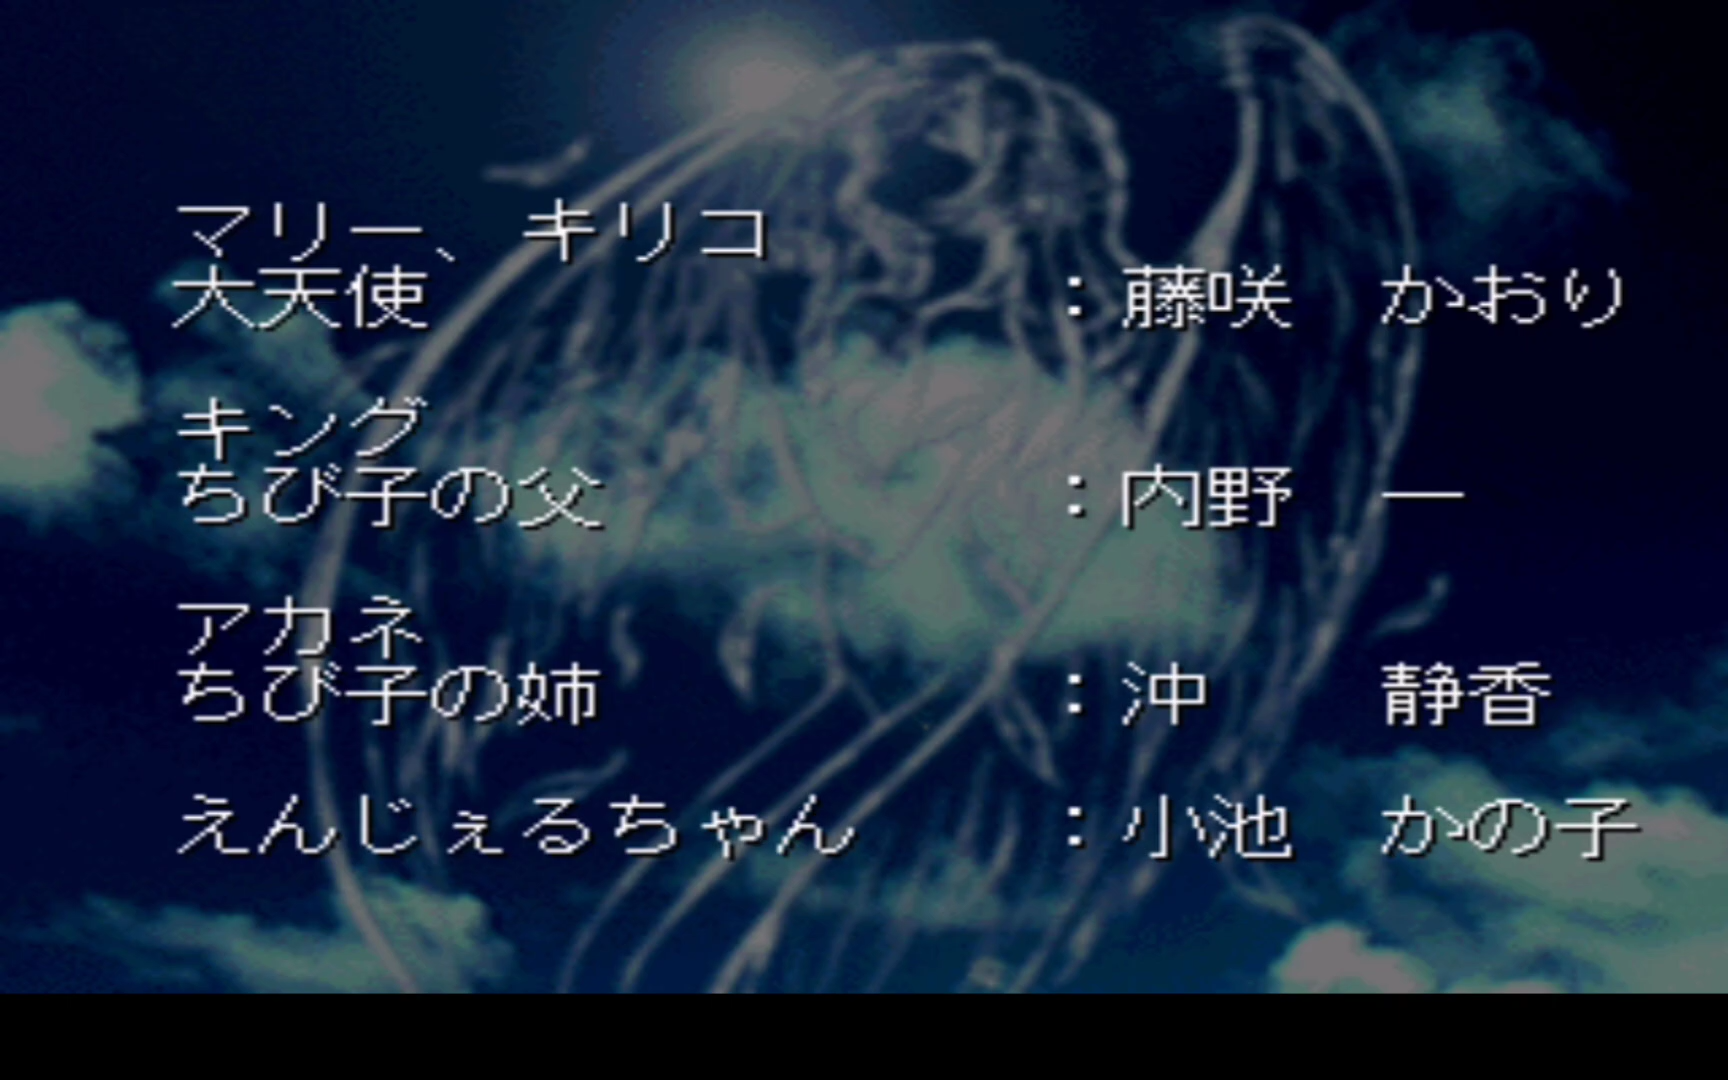 マリー、キリコ
大天使　　　　　　　：藤咲　かおり
キング
ちび子の父　　　　　：内野　一
アカネ
ちび子の姉　　　　　：沖　　静香
えんじぇるちゃん　　：小池　かの子